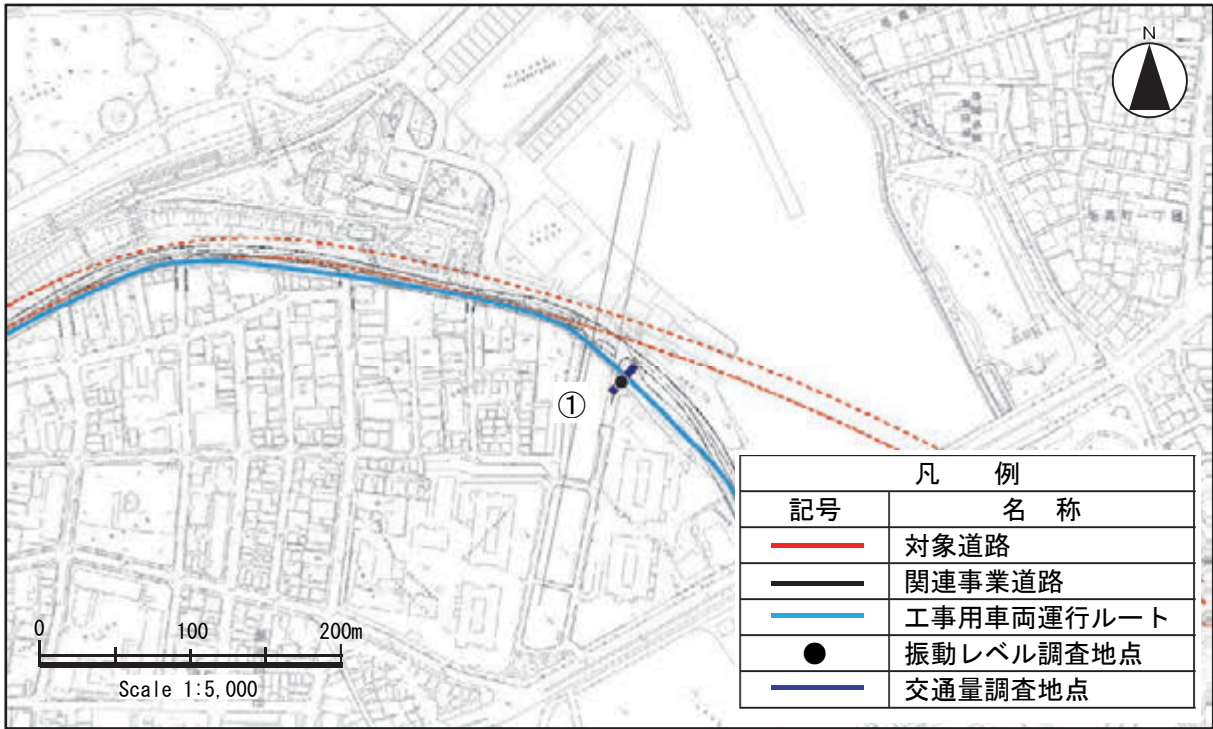 N
①
0 100 200m
Scale 1:5,000
凡 例
記号 名 称
対象道路
関連事業道路
工事用車両運行ルート
振動レベル調査地点
交通量調査地点